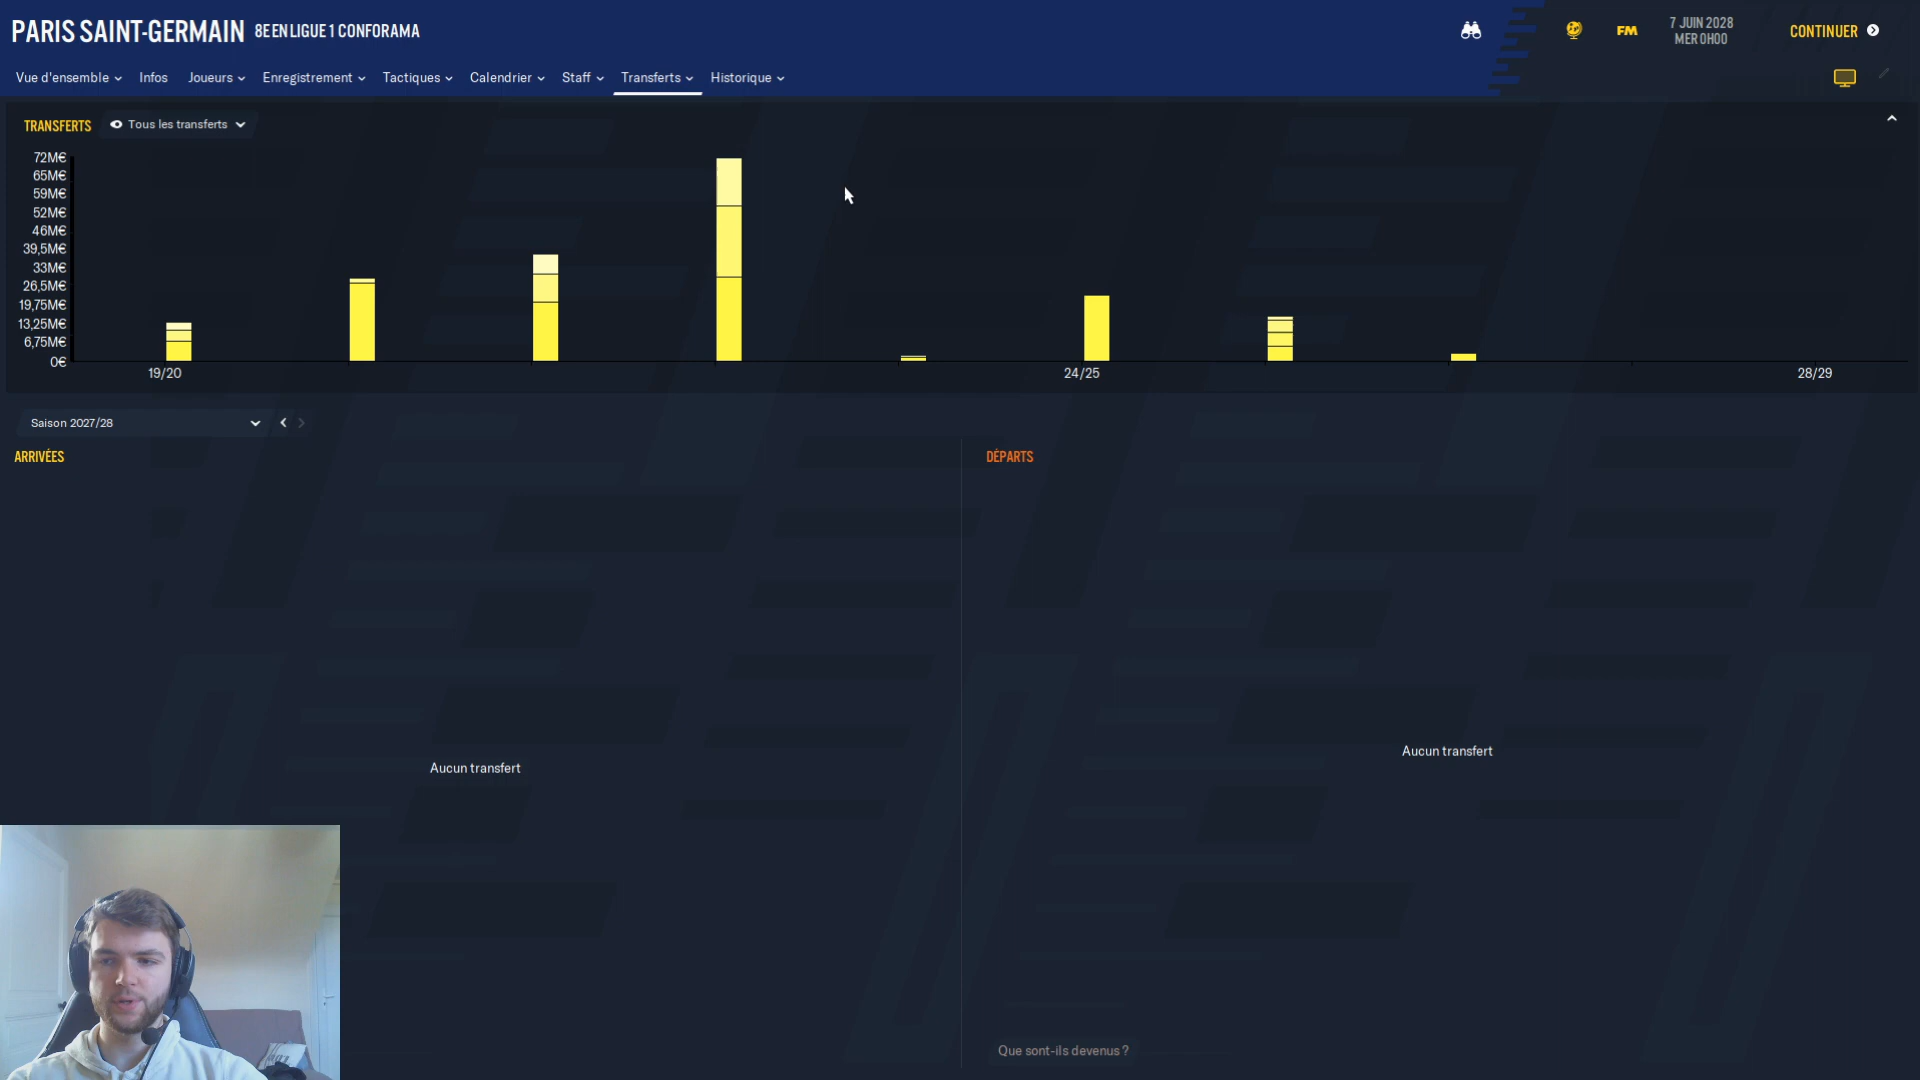 PARIS SAINT-GERMAIN 8E EN LIGUE 1 CONFORAMA
FM
7 JUIN 2028
MER 0H00
CONTINUER
Vue d'ensemble Infos Joueurs Enregistrement Tactiques Calendrier Staff Transferts Historique
TRANSFERTS Tous les transferts
72M€
65M€
59M€
52M€
46M€
39,5M€
33M€
26,5M€
19,75M€
13,25M€
6,75M€
0€
19/20 24/25 28/29
Saison 2027/28
ARRIVÉES DÉPARTS
Aucun transfert
Aucun transfert
Que sont-ils devenus ?